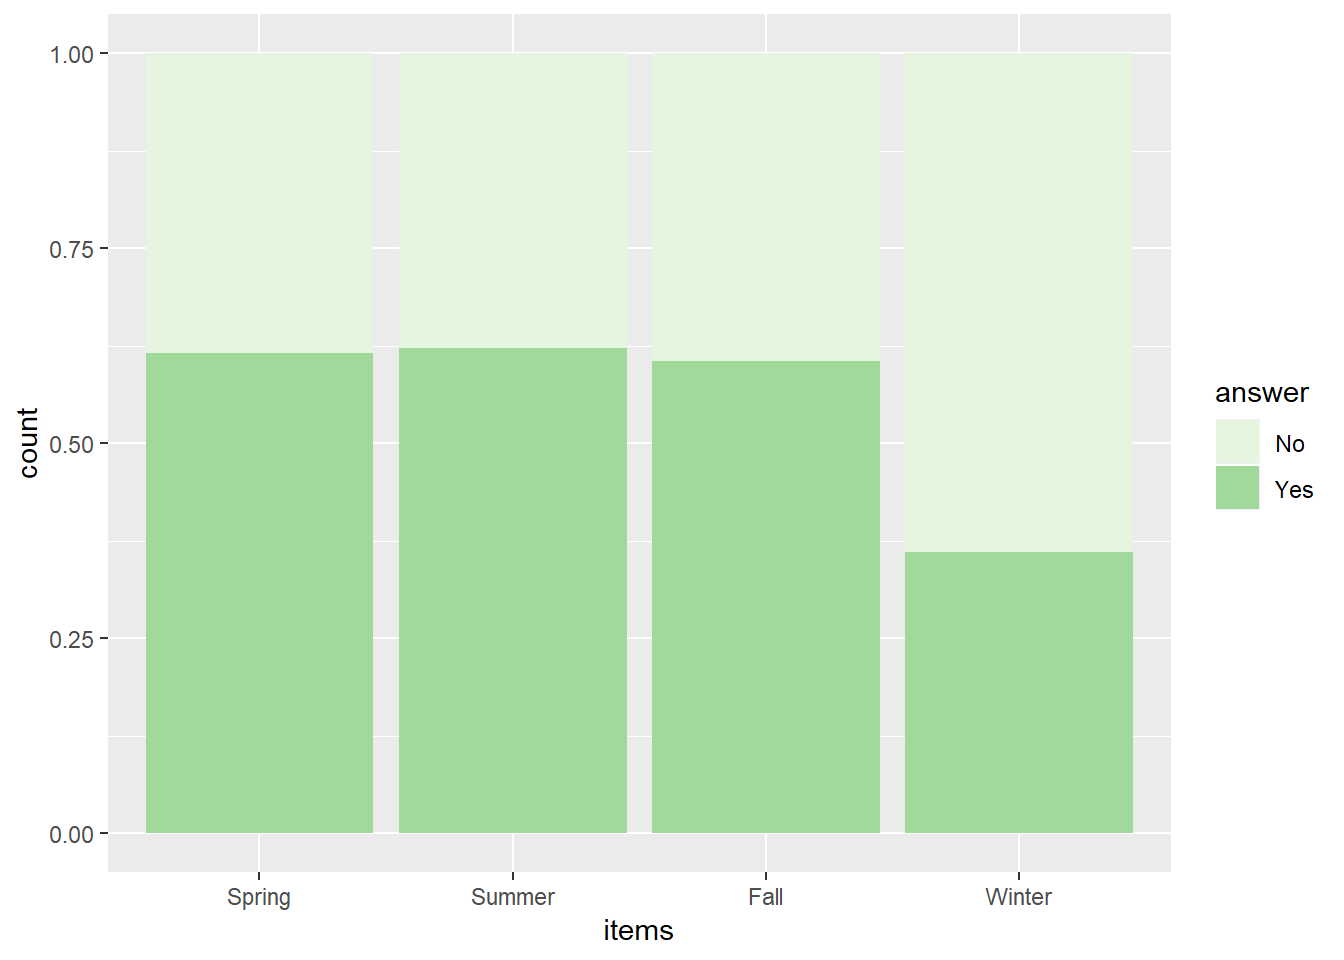 1.00
0.75
0.50
0.25
0.00
count
Spring Summer Fall Winter
items
answer
No
Yes